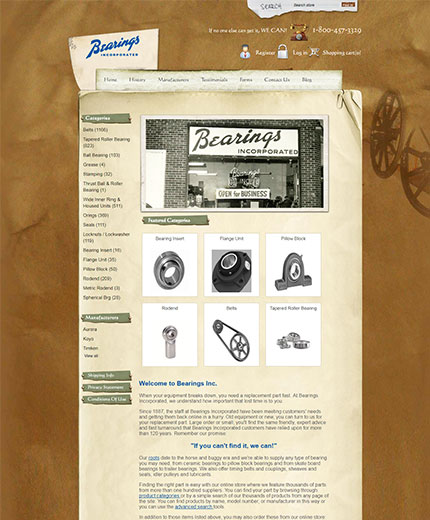 SEARCH
Search store
If no one else can get it, WE CAN!
1-800-457-3329
Bearings
INCORPORATED
Register
Log in
Shopping cart(0)
Home
History
Manufacturers
Testimonials
Forms
Contact Us
Blog
Categories
Belts (1166)
Tapered Roller Bearing
Ball Bearing (193)
Grease (4)
Thrust Ball & Roller
Bearing (1)
Wide Inner Ring &
Housed Units (511)
Orings (369)
Seals (111)
Locknuts / Lockwasher
(119)
Bearing Insert (16)
Flange Unit (35)
Pillow Block (50)
Rodend (209)
Metric Rodend (3)
Spherical Brg (20)
Manufacturers
Aurora
Kaydon
Timken
View all
Shipping Info
Privacy Statement
Conditions Of Use
Bearings
INCORPORATED
Bearings
INCORPORATED
OPEN for BUSINESS
Featured Categories
Bearing Insert
Flange Unit
Pillow Block
Rodend
Belts
Tapered Roller Bearing
Welcome to Bearings Inc.
When your equipment breaks down, you need a replacement part fast. At Bearings
Incorporated, we understand how important that lost time is to you.
Since 1887, the staff at Bearings Incorporated have been meeting customers' needs
and getting them back online in a hurry. Old equipment or new, you can turn to us for
your replacement part. Large order or small; you'll find the same friendly, expert advice
and fast turnaround that Bearings Incorporated customers have relied upon for more
than 120 years. Remember our promise:
"If you can't find it, we can!"
Our roots date to the horse and buggy era and we're able to supply any type of bearing
you may need, from ceramic bearings to pillow block bearings and from skate board
bearings to trailer bearings. We also offer timing belts and couplings, sheaves and
seals, idler pulleys and lubricants.
Finding the right part is easy with our online store where we feature thousands of parts
from more than one hundred suppliers. You can find your part by browsing through
product categories or by a simple search of our thousands of products from any page of
the site. You can find products by name, model number, or manufacturer in this way or
you can use the advanced search tools.
In addition to those items listed above, you may also order these from our online store